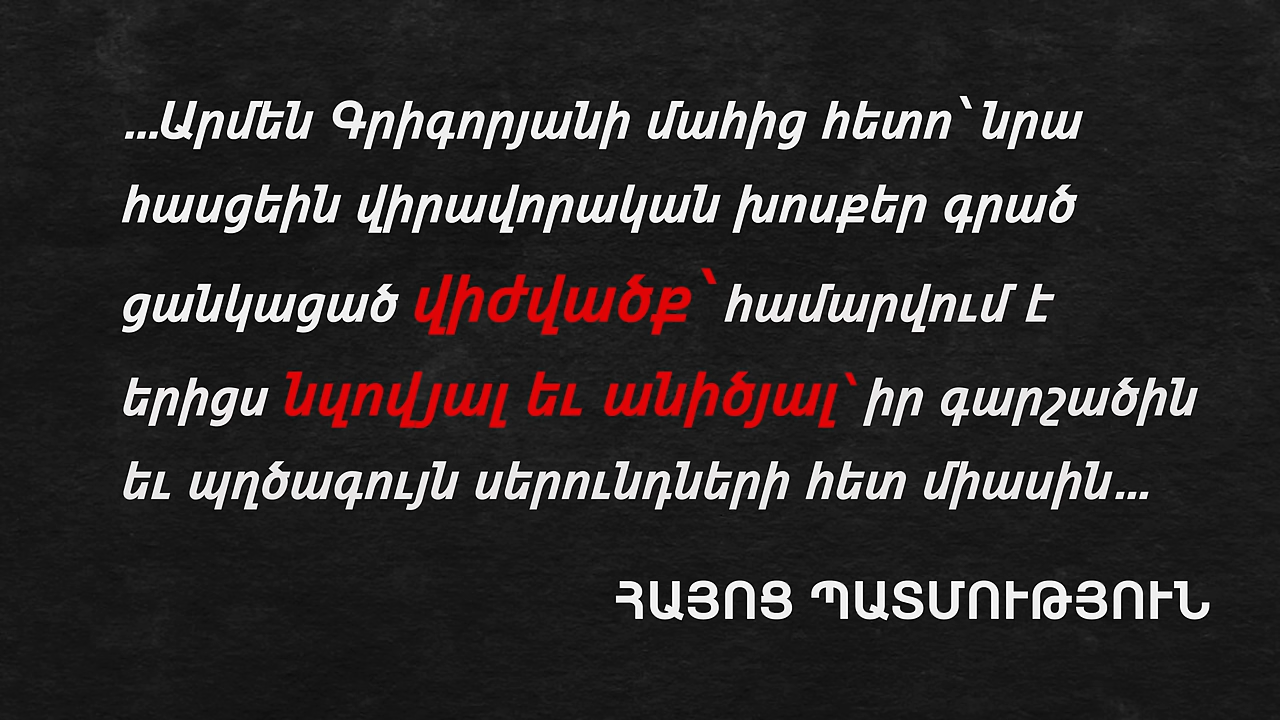 ...Արմեն Գրիգորյանի մահից հետո՝ նրա
հասցեին վիրավորական խոսքեր գրած
ցանկացած վիժվածք՝ համարվում է
երիցս նզովյալ եւ անիծյալ՝ իր գարշածին
եւ պղծագույն սերունդների հետ միասին...
ՀԱՅՈՑ ՊԱՏՄՈՒԹՅՈՒՆ